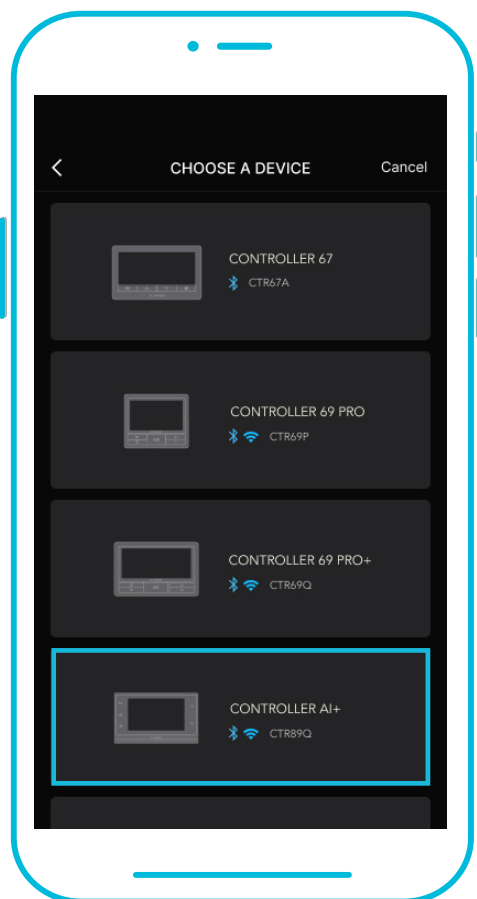 CHOOSE A DEVICE
Cancel
CONTROLLER 67
CTR67A
CONTROLLER 69 PRO
CTR69P
CONTROLLER 69 PRO+
CTR69Q
CONTROLLER AI+
CTR89Q